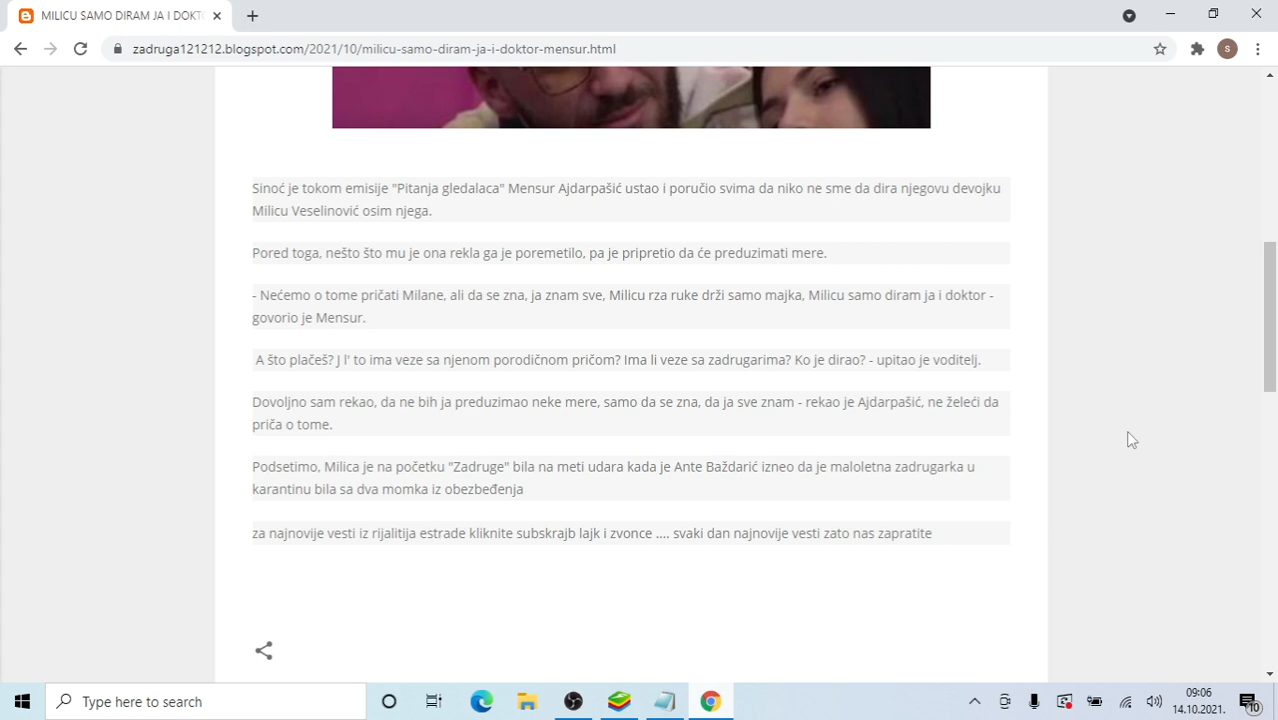 MILICU SAMO DIRAM JA I DOKT
zadruga121212.blogspot.com/2021/10/milicu-samo-diram-ja-i-doktor-mensur.html
S
Sinoć je tokom emisije "Pitanja gledalaca" Mensur Ajdarpašić ustao i poručio svima da niko ne sme da dira njegovu devojku
Milicu Veselinović osim njega.
Pored toga, nešto što mu je ona rekla ga je poremetilo, pa je pripretio da će preduzimati mere.
- Nećemo o tome pričati Milane, ali da se zna, ja znam sve, Milicu rza ruke drži samo majka, Milicu samo diram ja i doktor -
govorio je Mensur.
A što plačeš? J l' to ima veze sa njenom porodičnom pričom? Ima li veze sa zadrugarima? Ko je dirao? - upitao je voditelj.
Dovoljno sam rekao, da ne bih ja preduzimao neke mere, samo da se zna, da ja sve znam - rekao je Ajdarpašić, ne želeći da
priča o tome.
Podsetimo, Milica je na početku "Zadruge" bila na meti udara kada je Ante Baždarić izneo da je maloletna zadrugarka u
karantinu bila sa dva momka iz obezbeđenja
za najnovije vesti iz rijalitija estrade kliknite subskrajb lajk i zvonce .... svaki dan najnovije vesti zato nas zapratite
Type here to search
09:06
14.10.2021.
10